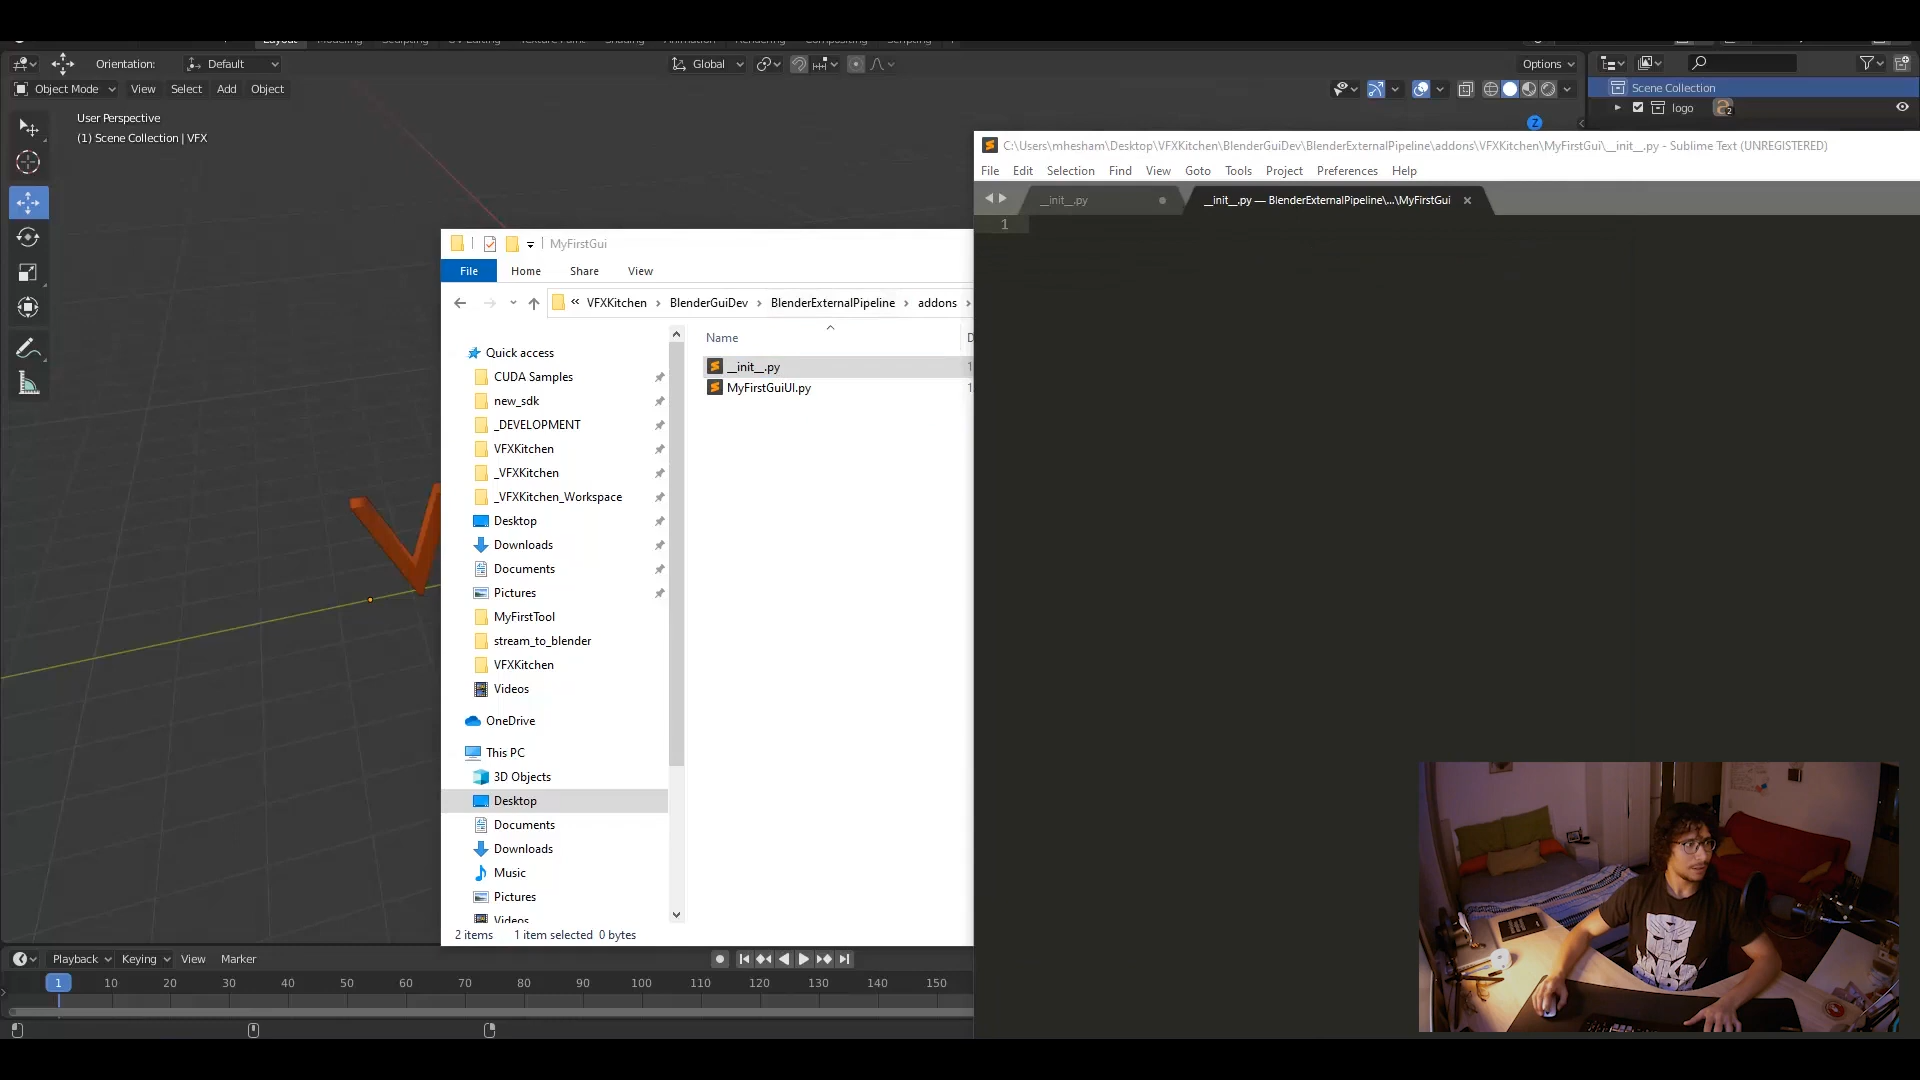 Orientation:
Default
Global
Options
Object Mode
View
Select
Add
Object
User Perspective
(1) Scene Collection | VFX
Z
Scene Collection
logo
2
C:\Users\mhesham\Desktop\VFXKitchen\BlenderGuiDev\BlenderExternalPipeline\addons\VFXKitchen\MyFirstGui\__init__.py - Sublime Text (UNREGISTERED)
File
Edit
Selection
Find
View
Goto
Tools
Project
Preferences
Help
__init__.py
__init__.py — BlenderExternalPipeline\...\MyFirstGui
1
MyFirstGui
File
Home
Share
View
« VFXKitchen › BlenderGuiDev › BlenderExternalPipeline › addons ›
Name
__init__.py
MyFirstGuiUI.py
Quick access
CUDA Samples
new_sdk
_DEVELOPMENT
VFXKitchen
_VFXKitchen
_VFXKitchen_Workspace
Desktop
Downloads
Documents
Pictures
MyFirstTool
stream_to_blender
VFXKitchen
Videos
OneDrive
This PC
3D Objects
Desktop
Documents
Downloads
Music
Pictures
Videos
2 items
1 item selected 0 bytes
Playback
Keying
View
Marker
1
10
20
30
40
50
60
70
80
90
100
110
120
130
140
150